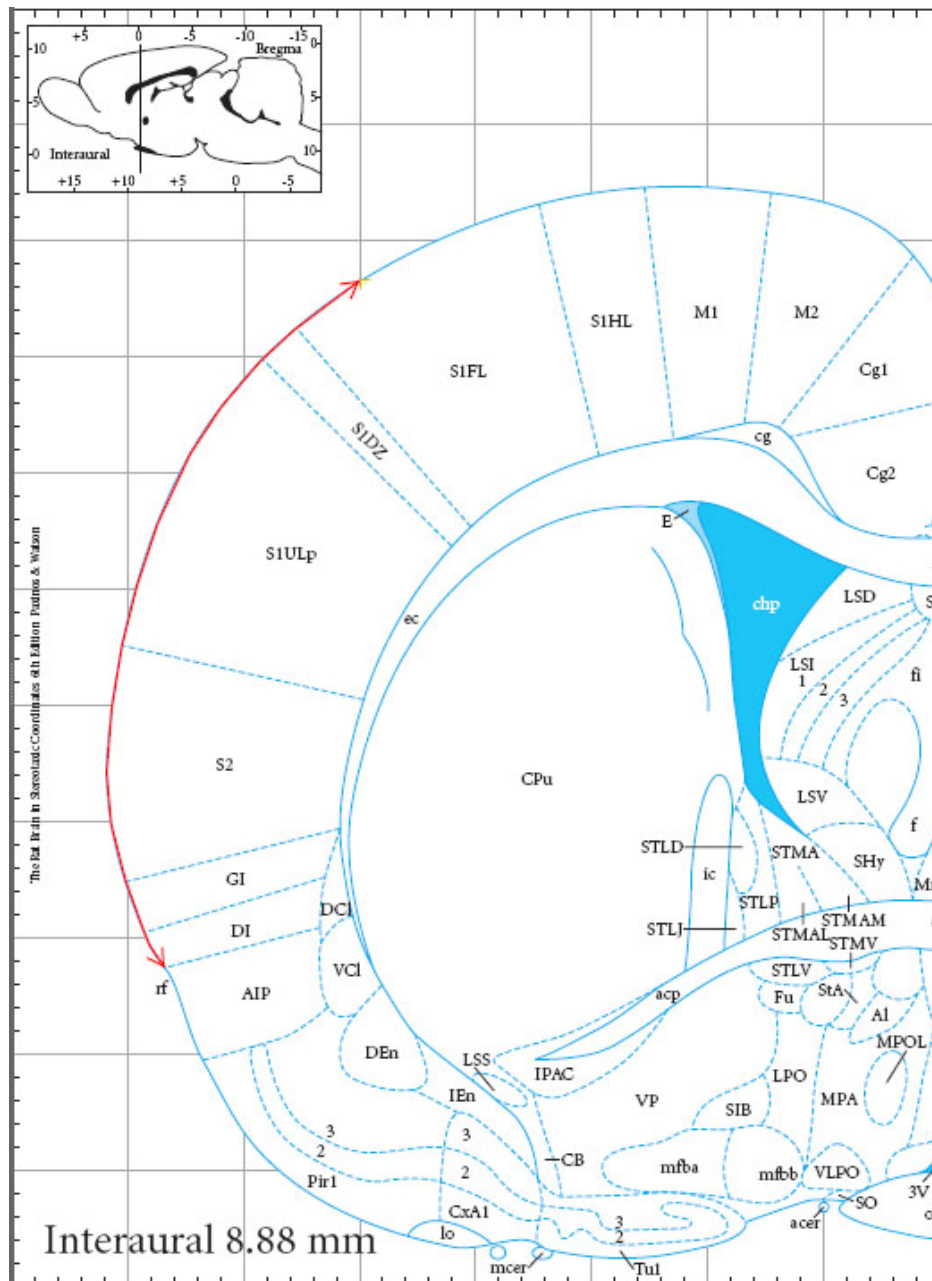 +5 0 -5 -10 -15
Bregma
-10 0
-5 5
-0 Interaural 10
+15 +10 +5 0 -5
S1HL M1 M2
S1FL Cg1
S1DZ cg
Cg2
E
S1ULp
ec chp LSD S
LSI
1 2 3 fi
S2 CPu
LSV
f
STLD STMA SHy
GI ic
DCl STLP STMAM
DI STLJ STMAL STMV
VCl
rf AIP acp STLV StA
Fu Al
MPOL
DEn LSS IPAC LPO
IEn VP SIB MPA
3 3
2 2 CB mfba mfbb VLPO
Pir1 SO 3V
CxA1 3 acer
lo 2
mcer Tu1
Interaural 8.88 mm
The Rat Brain in Stereotaxic Coordinates 6th Edition Paxinos & Watson